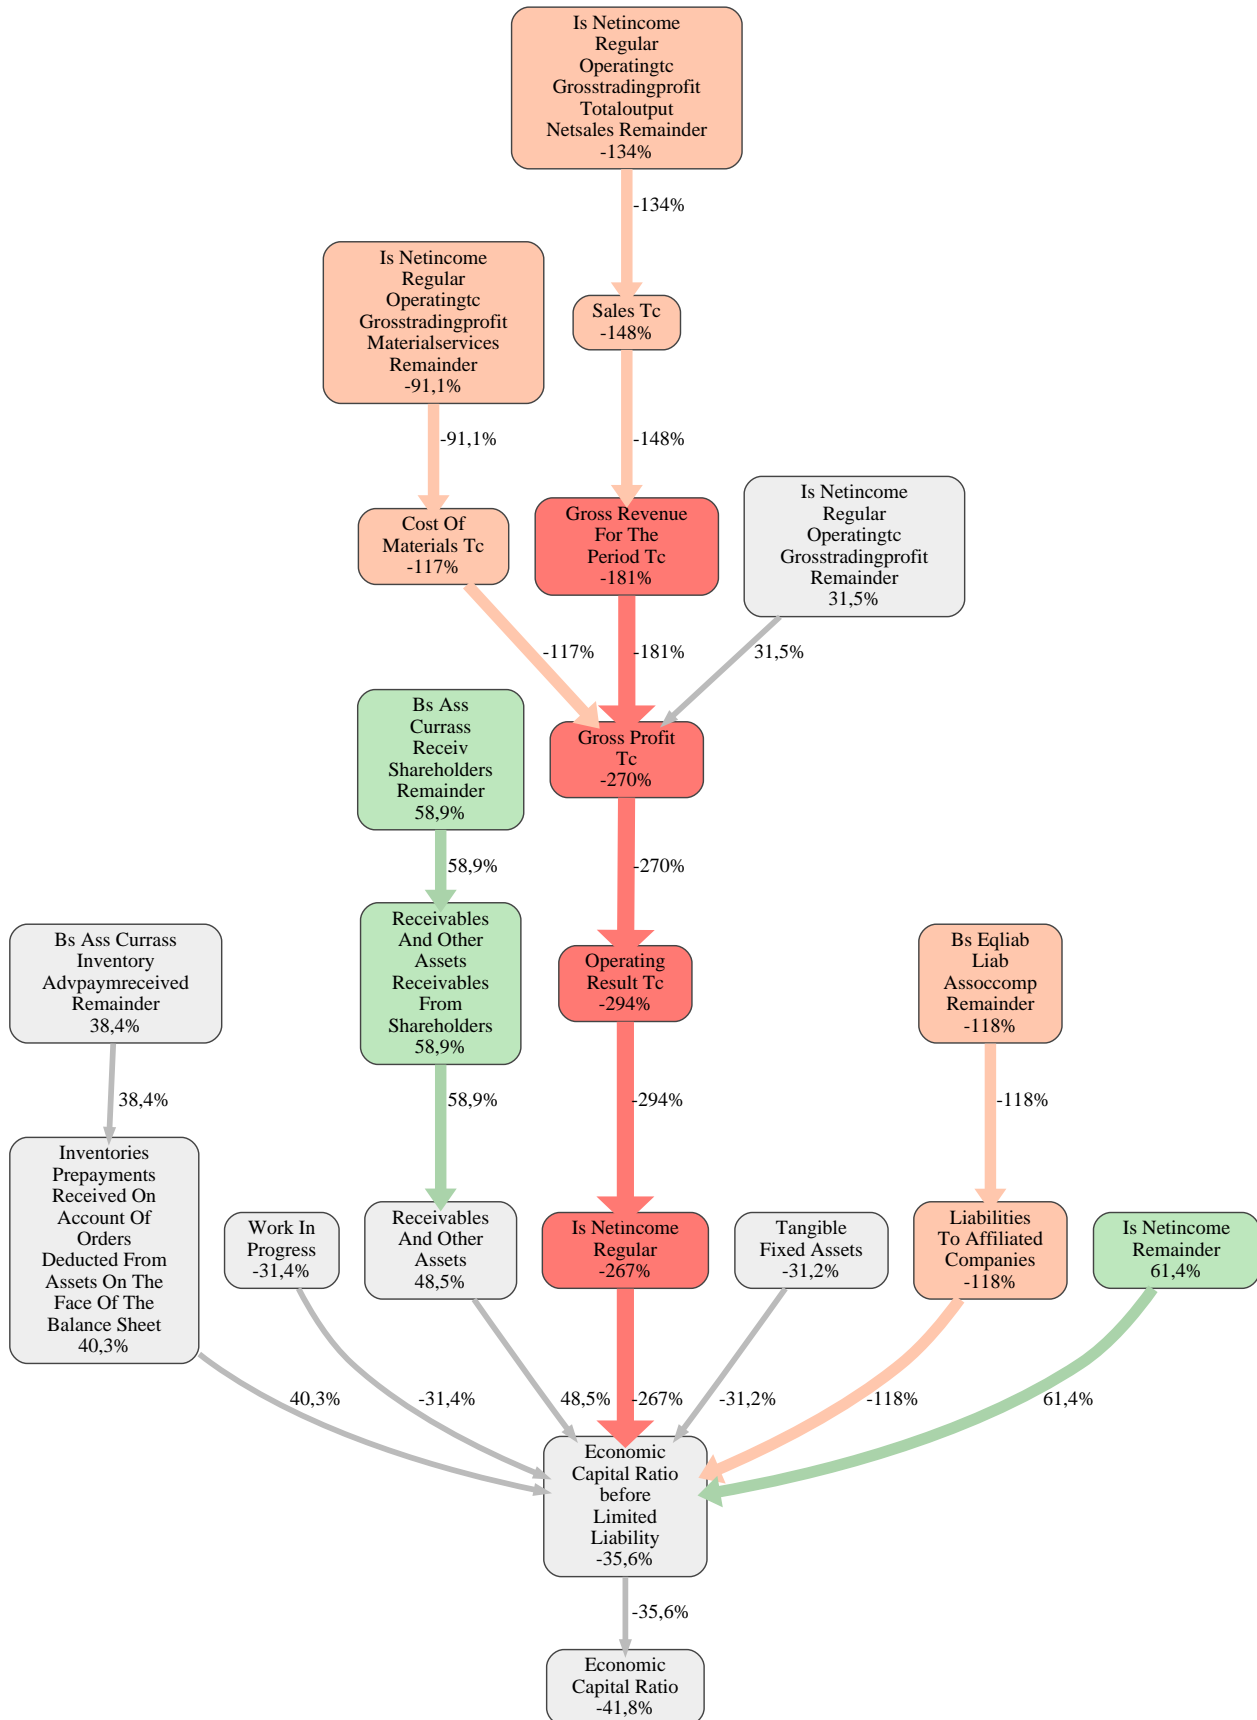 Is Netincome
Regular
Operatingtc
Grosstradingprofit
Totaloutput
Netsales Remainder
-134%
-134%
Is Netincome
Regular
Operatingtc
Grosstradingprofit
Materialservices
Remainder
-91,1%
Sales Tc
-148%
-91,1%
-148%
Is Netincome
Regular
Operatingtc
Grosstradingprofit
Remainder
31,5%
Cost Of
Materials Tc
-117%
Gross Revenue
For The
Period Tc
-181%
-117%
-181%
31,5%
Bs Ass
Currass
Receiv
Shareholders
Remainder
58,9%
Gross Profit
Tc
-270%
58,9%
-270%
Bs Ass Currass
Inventory
Advpaymreceived
Remainder
38,4%
Receivables
And Other
Assets
Receivables
From
Shareholders
58,9%
Operating
Result Tc
-294%
Bs Eqliab
Liab
Assoccomp
Remainder
-118%
38,4%
58,9%
-294%
-118%
Inventories
Prepayments
Received On
Account Of
Orders
Deducted From
Assets On The
Face Of The
Balance Sheet
40,3%
Work In
Progress
-31,4%
Receivables
And Other
Assets
48,5%
Is Netincome
Regular
-267%
Tangible
Fixed Assets
-31,2%
Liabilities
To Affiliated
Companies
-118%
Is Netincome
Remainder
61,4%
40,3%
-31,4%
48,5%
-267%
-31,2%
-118%
61,4%
Economic
Capital Ratio
before
Limited
Liability
-35,6%
-35,6%
Economic
Capital Ratio
-41,8%